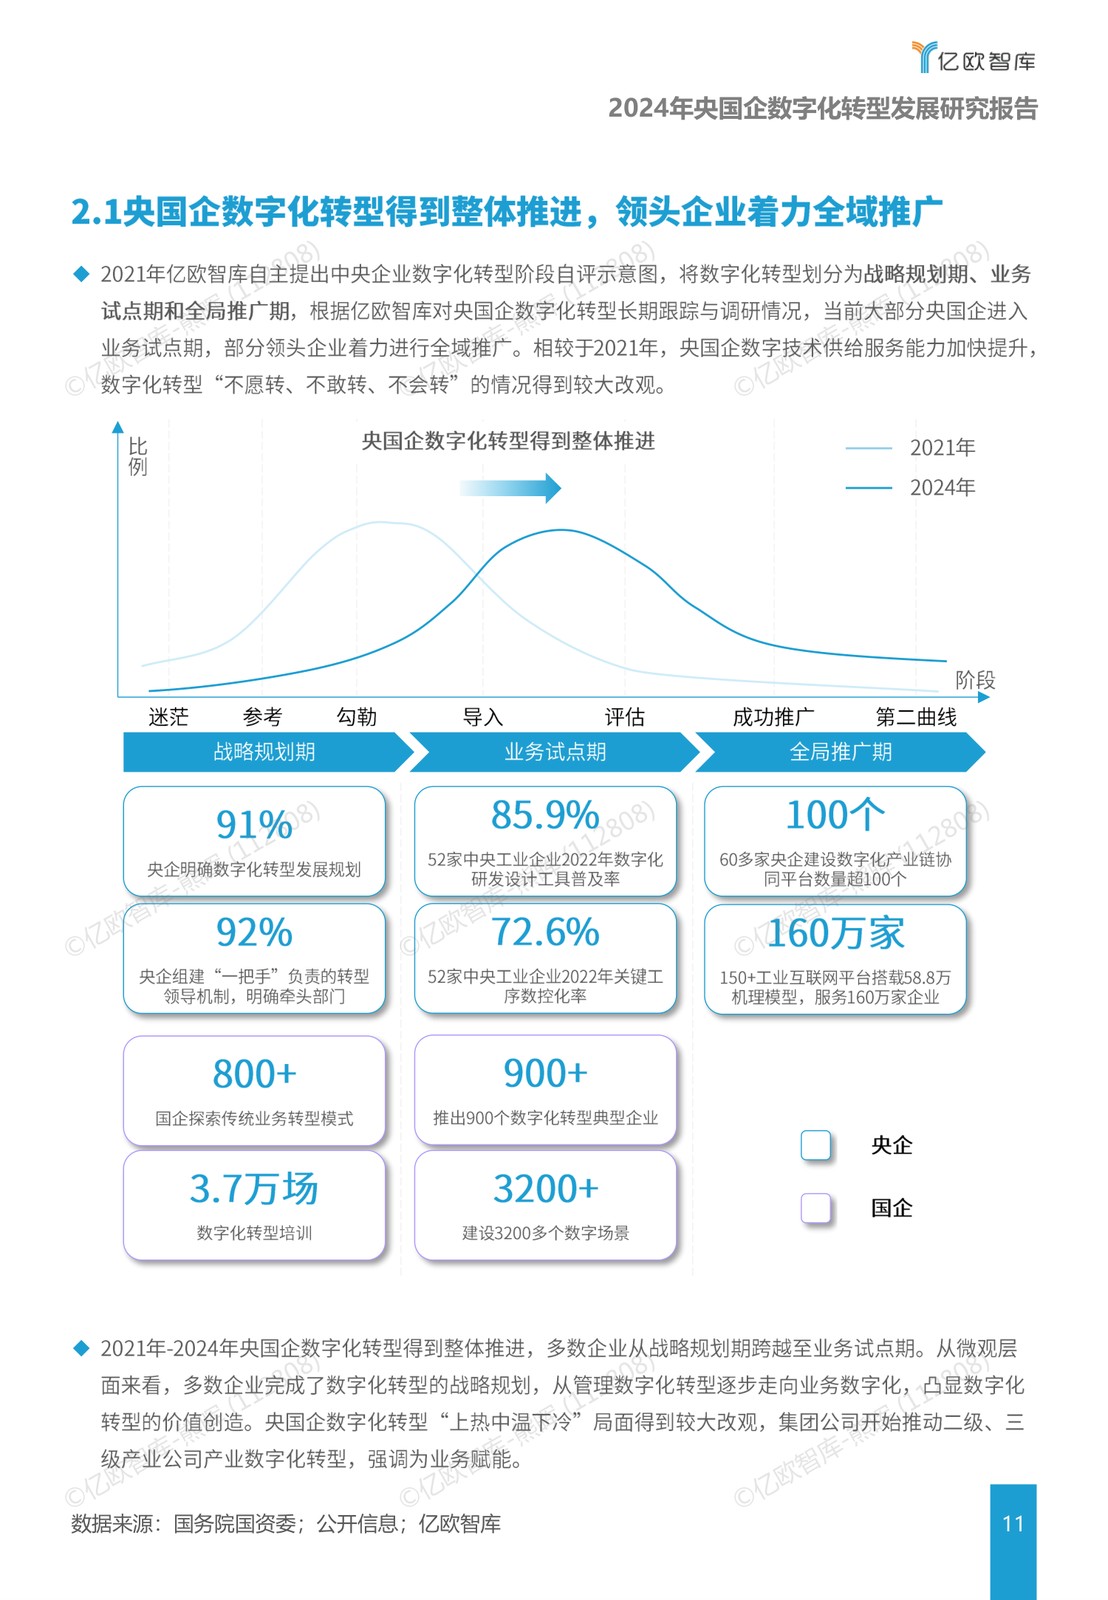 亿欧智库
2024年央国企数字化转型发展研究报告
2.1央国企数字化转型得到整体推进，领头企业着力全域推广
2021年亿欧智库自主提出中央企业数字化转型阶段自评示意图，将数字化转型划分为战略规划期、业务
试点期和全局推广期，根据亿欧智库对央国企数字化转型长期跟踪与调研情况，当前大部分央国企进入
业务试点期，部分领头企业着力进行全域推广。相较于2021年，央国企数字技术供给服务能力加快提升，
数字化转型“不愿转、不敢转、不会转”的情况得到较大改观。
比
例
央国企数字化转型得到整体推进
2021年
2024年
阶段
迷茫 参考 勾勒 导入 评估 成功推广 第二曲线
战略规划期 业务试点期 全局推广期
91%
央企明确数字化转型发展规划
85.9%
52家中央工业企业2022年数字化
研发设计工具普及率
100个
60多家央企建设数字化产业链协
同平台数量超100个
92%
央企组建“一把手”负责的转型
领导机制，明确牵头部门
72.6%
52家中央工业企业2022年关键工
序数控化率
160万家
150+工业互联网平台搭载58.8万
机理模型，服务160万家企业
800+
国企探索传统业务转型模式
900+
推出900个数字化转型典型企业
3.7万场
数字化转型培训
3200+
建设3200多个数字场景
央企
国企
2021年-2024年央国企数字化转型得到整体推进，多数企业从战略规划期跨越至业务试点期。从微观层
面来看，多数企业完成了数字化转型的战略规划，从管理数字化转型逐步走向业务数字化，凸显数字化
转型的价值创造。央国企数字化转型“上热中温下冷”局面得到较大改观，集团公司开始推动二级、三
级产业公司产业数字化转型，强调为业务赋能。
数据来源：国务院国资委；公开信息；亿欧智库
11